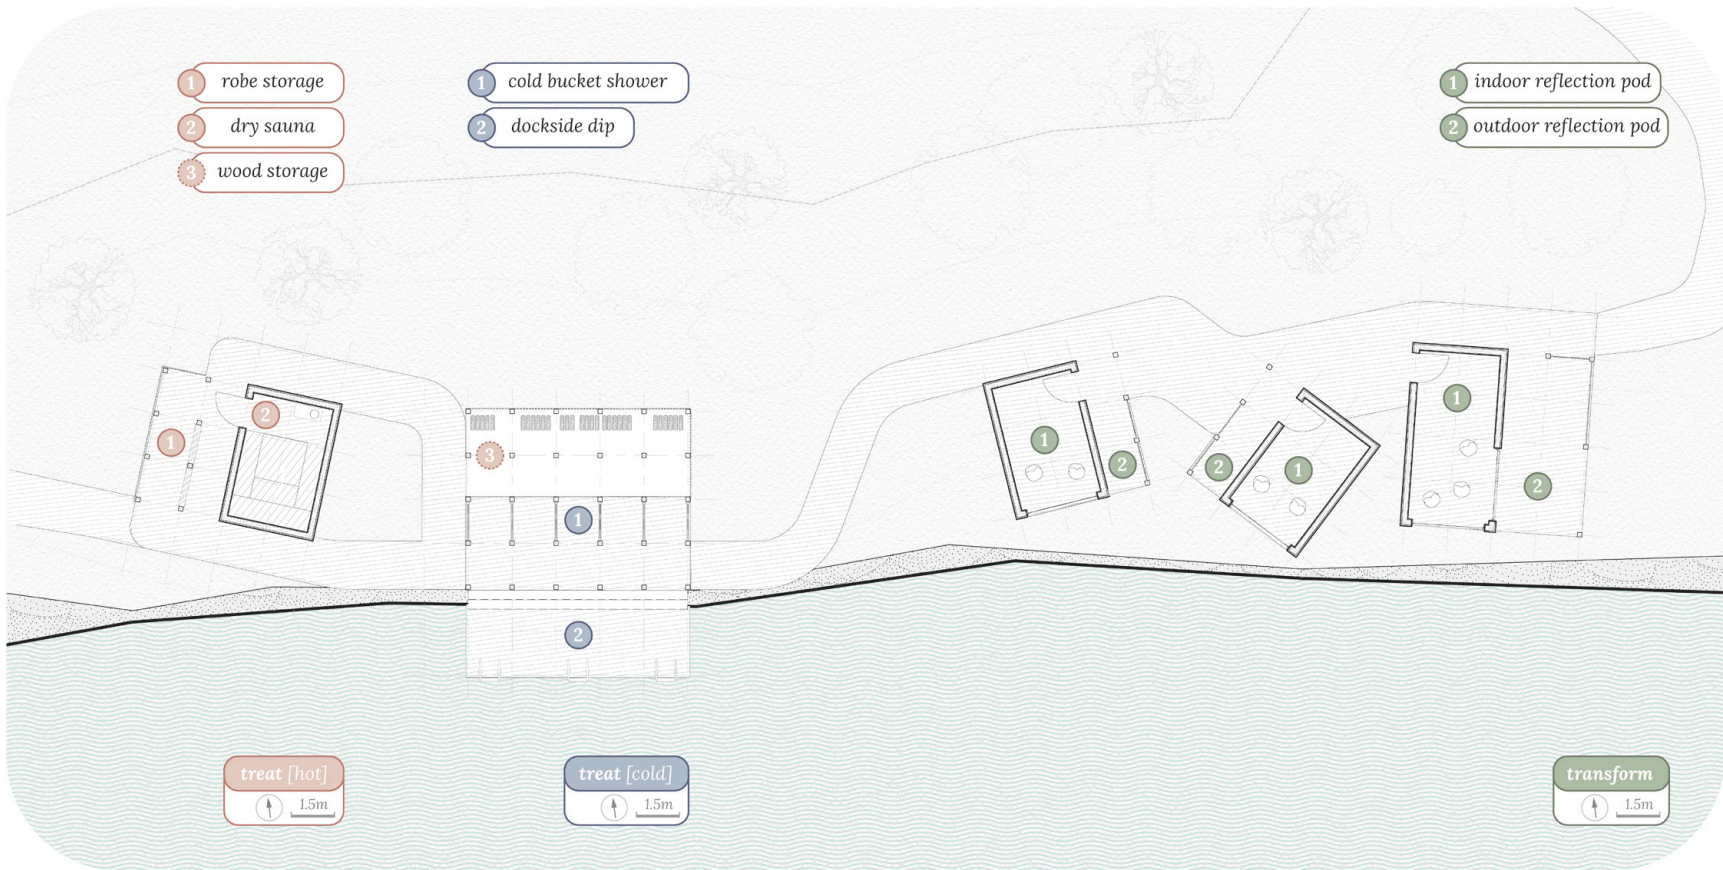 1 robe storage
2 dry sauna
3 wood storage
1 cold bucket shower
2 dockside dip
1 indoor reflection pod
2 outdoor reflection pod
1
2
3
1
2
1
2
2
1
1
2
treat [hot]
1.5m
treat [cold]
1.5m
transform
1.5m